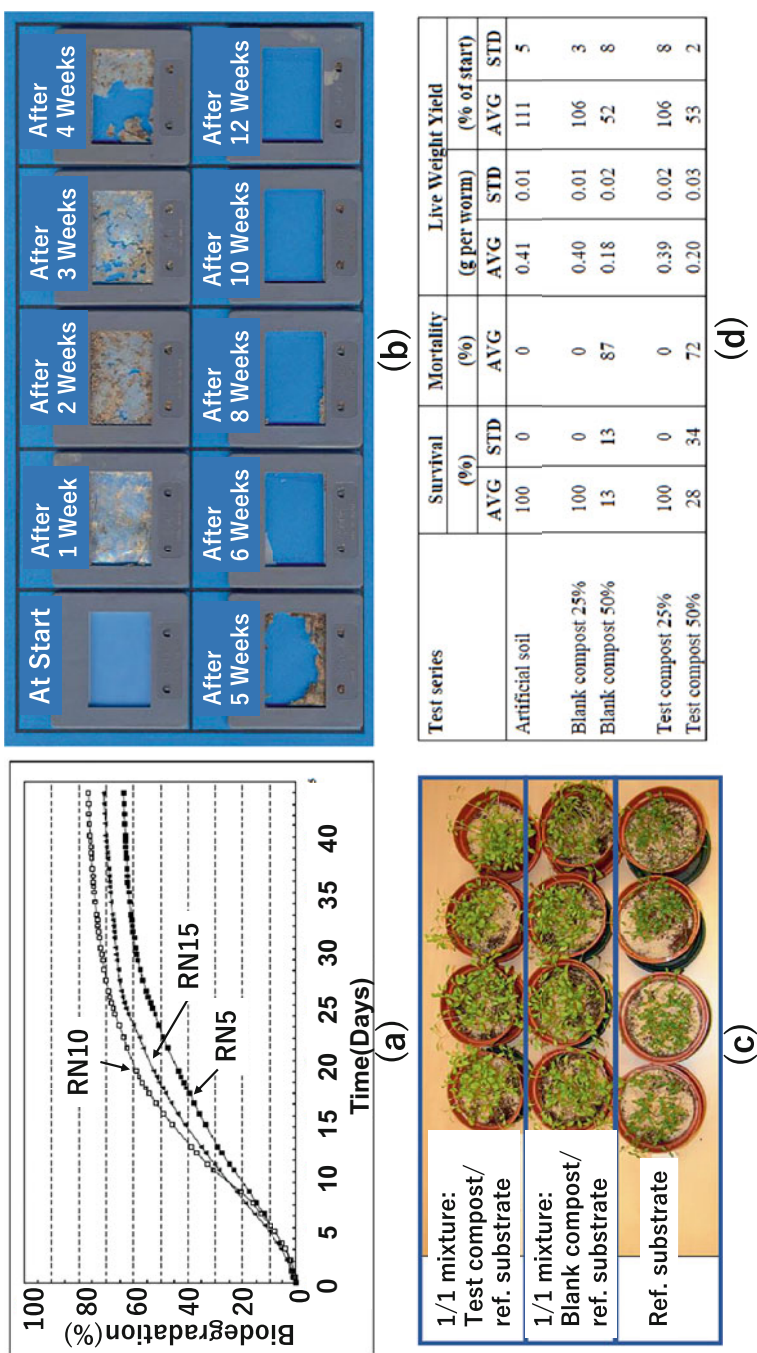 100
80
60
40
20
0
Biodegradation(%)
0
5
10
15
20
25
30
35
40
Time(Days)
RN10
RN15
RN5
(a)
At Start
After
1 Week
After
2 Weeks
After
3 Weeks
After
4 Weeks
After
5 Weeks
After
6 Weeks
After
8 Weeks
After
10 Weeks
After
12 Weeks
(b)
1/1 mixture:
Test compost/
ref. substrate
1/1 mixture:
Blank compost/
ref. substrate
Ref. substrate
(c)
Test series Survival Mortality Live Weight Yield
(%) (%) (g per worm) (% of start)
AVG STD AVG AVG STD AVG STD
Artificial soil 100 0 0 0.41 0.01 111 5
Blank compost 25% 100 0 0 0.40 0.01 106 3
Blank compost 50% 13 13 87 0.18 0.02 52 8
Test compost 25% 100 0 0 0.39 0.02 106 8
Test compost 50% 28 34 72 0.20 0.03 53 2
(d)